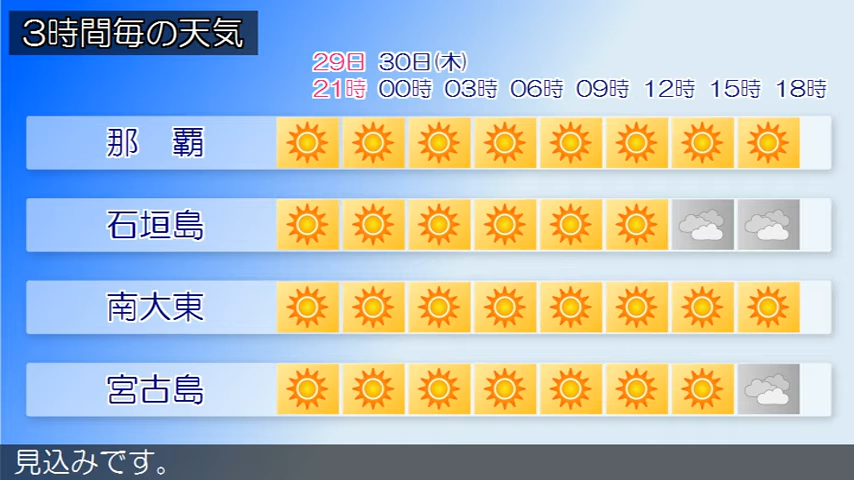 3時間毎の天気
29日 30日(木)
21時 00時 03時 06時 09時 12時 15時 18時
那　覇
石垣島
南大東
宮古島
見込みです。